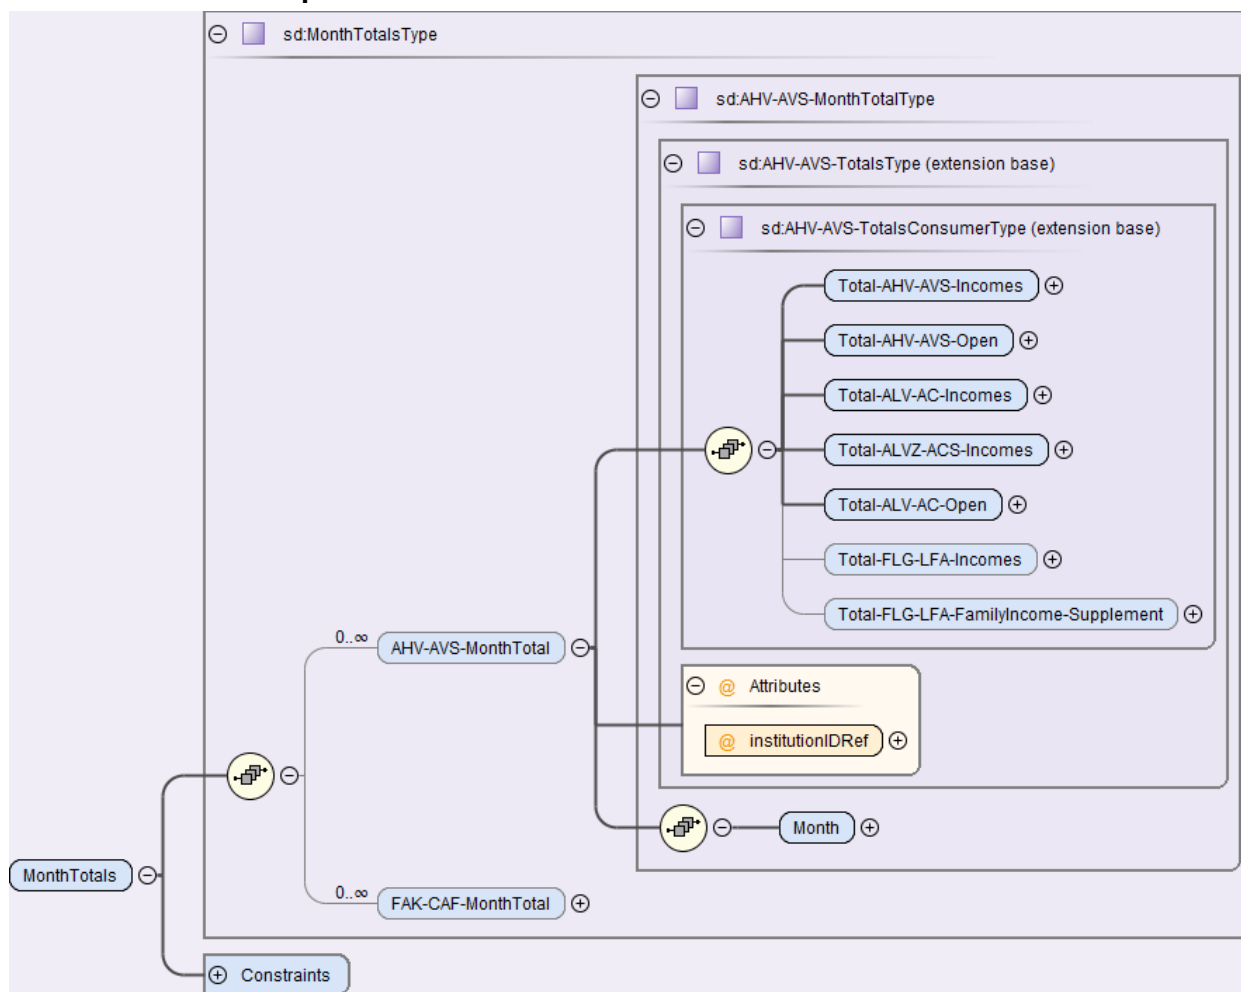 sd:MonthTotalsType
sd:AHV-AVS-MonthTotalType
sd:AHV-AVS-TotalsType (extension base)
sd:AHV-AVS-TotalsConsumerType (extension base)
Total-AHV-AVS-Incomes
Total-AHV-AVS-Open
Total-ALV-AC-Incomes
Total-ALVZ-ACS-Incomes
Total-ALV-AC-Open
Total-FLG-LFA-Incomes
Total-FLG-LFA-FamilyIncome-Supplement
0..∞
AHV-AVS-MonthTotal
@ Attributes
@ institutionIDRef
Month
MonthTotals
0..∞
FAK-CAF-MonthTotal
Constraints